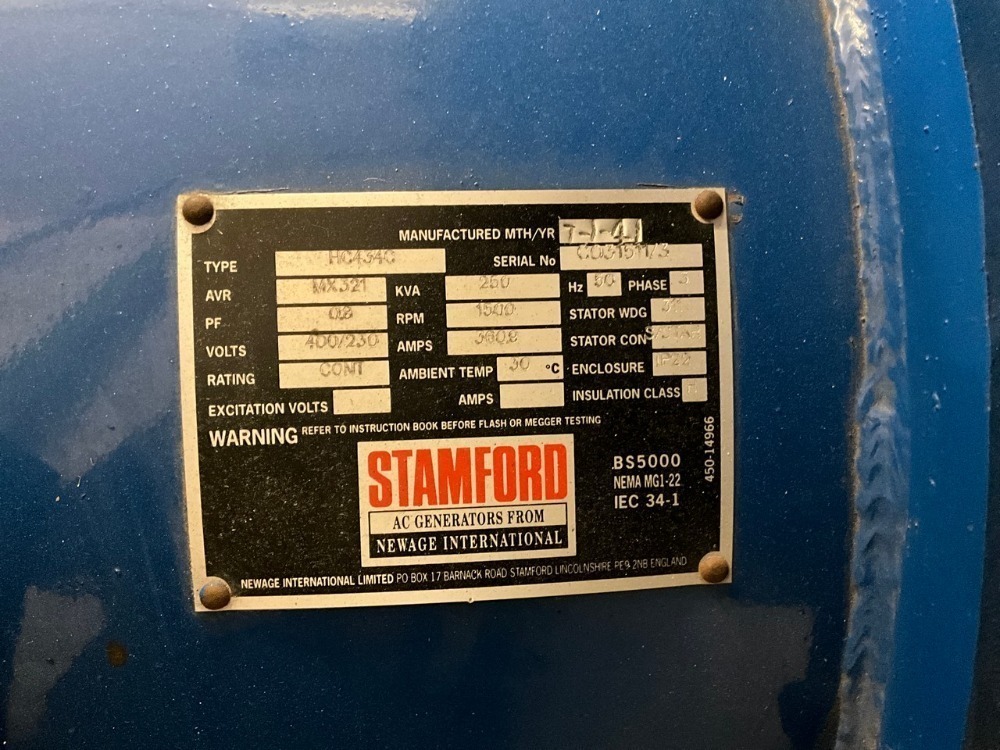 MANUFACTURED MTH/YR
TYPE HC434C SERIAL No
AVR MX321 KVA 250 Hz 50 PHASE 3
PF 0.8 RPM 1500 STATOR WDG
VOLTS 400/230 AMPS STATOR CON
RATING CONT AMBIENT TEMP °C ENCLOSURE IP22
EXCITATION VOLTS AMPS INSULATION CLASS
WARNING REFER TO INSTRUCTION BOOK BEFORE FLASH OR MEGGER TESTING
STAMFORD
AC GENERATORS FROM
NEWAGE INTERNATIONAL
BS5000
NEMA MG1-22
IEC 34-1
450-14966
NEWAGE INTERNATIONAL LIMITED PO BOX 17 BARNACK ROAD STAMFORD LINCOLNSHIRE PE9 2NB ENGLAND